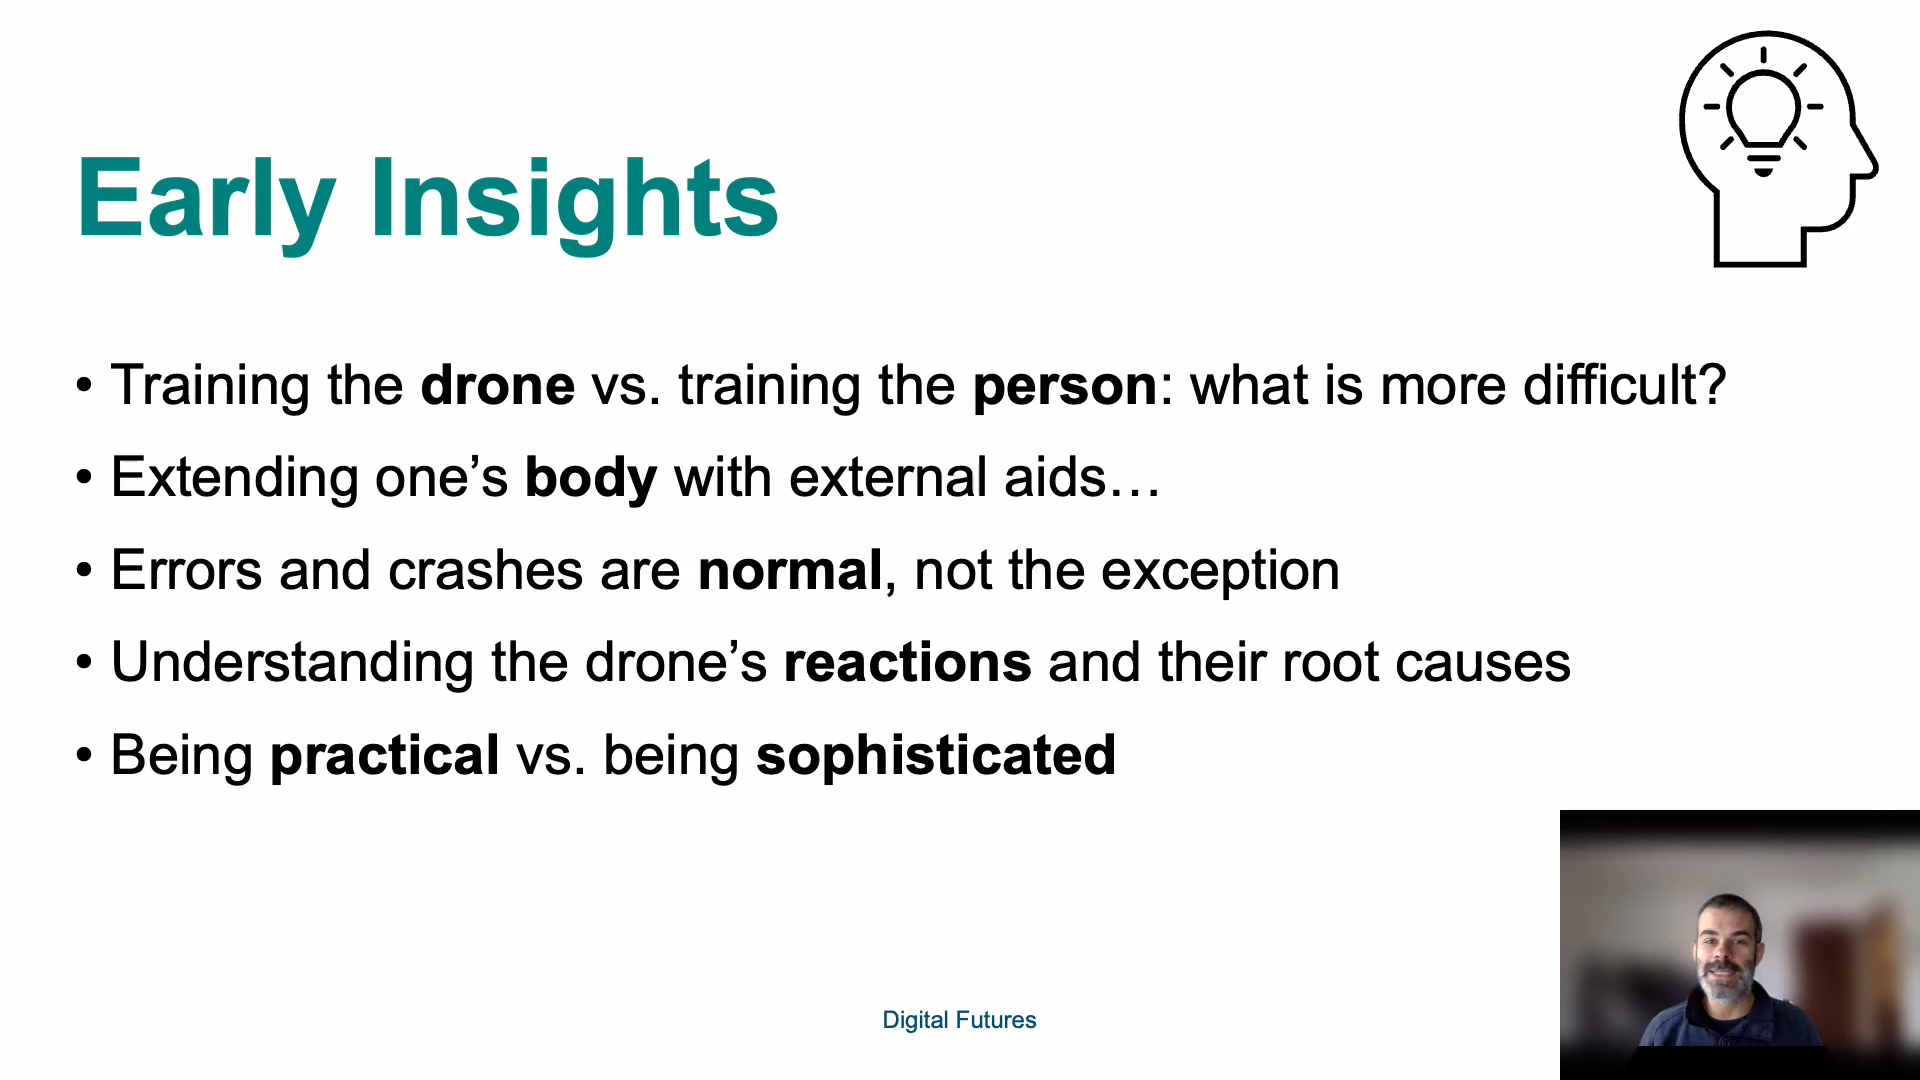 Early Insights
• Training the drone vs. training the person: what is more difficult?
• Extending one’s body with external aids…
• Errors and crashes are normal, not the exception
• Understanding the drone’s reactions and their root causes
• Being practical vs. being sophisticated
Digital Futures